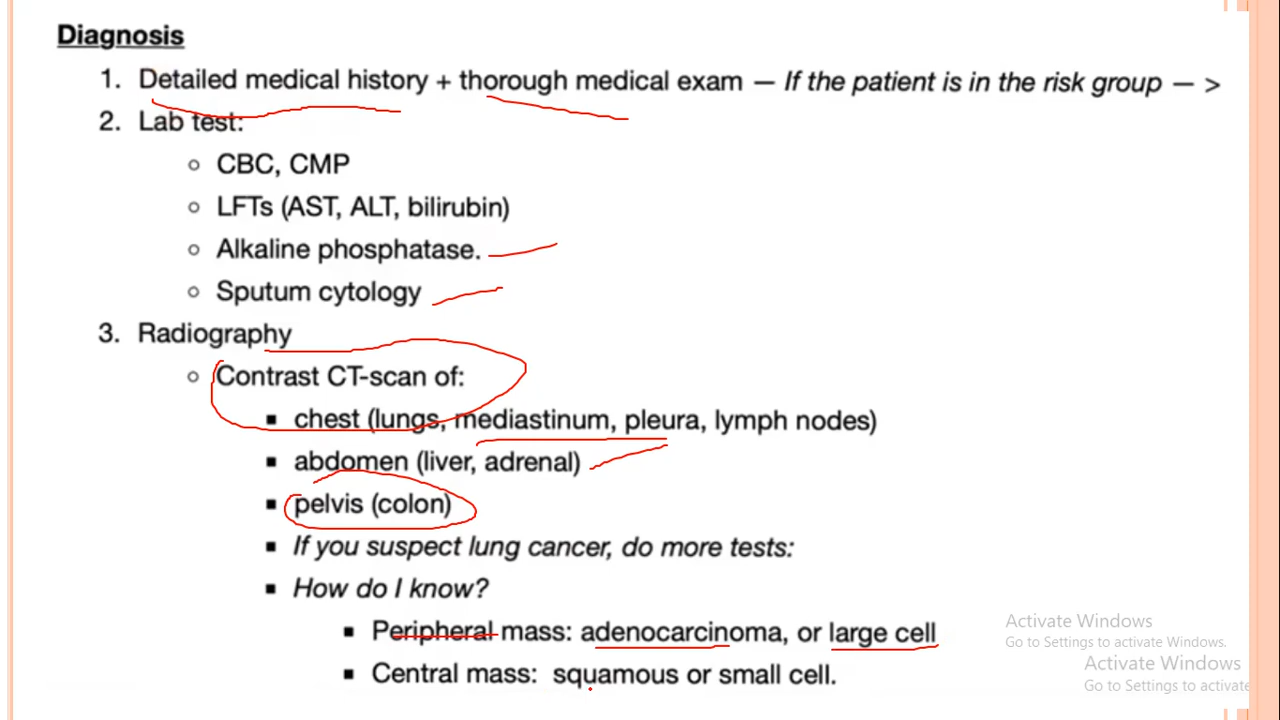 Diagnosis
1. Detailed medical history + thorough medical exam — If the patient is in the risk group — >
2. Lab test:
○ CBC, CMP
○ LFTs (AST, ALT, bilirubin)
○ Alkaline phosphatase.
○ Sputum cytology
3. Radiography
○ Contrast CT-scan of:
▪ chest (lungs, mediastinum, pleura, lymph nodes)
▪ abdomen (liver, adrenal)
▪ pelvis (colon)
▪ If you suspect lung cancer, do more tests:
▪ How do I know?
▪ Peripheral mass: adenocarcinoma, or large cell
▪ Central mass: squamous or small cell.
Activate Windows
Go to Settings to activate Windows.
Activate Windows
Go to Settings to activate